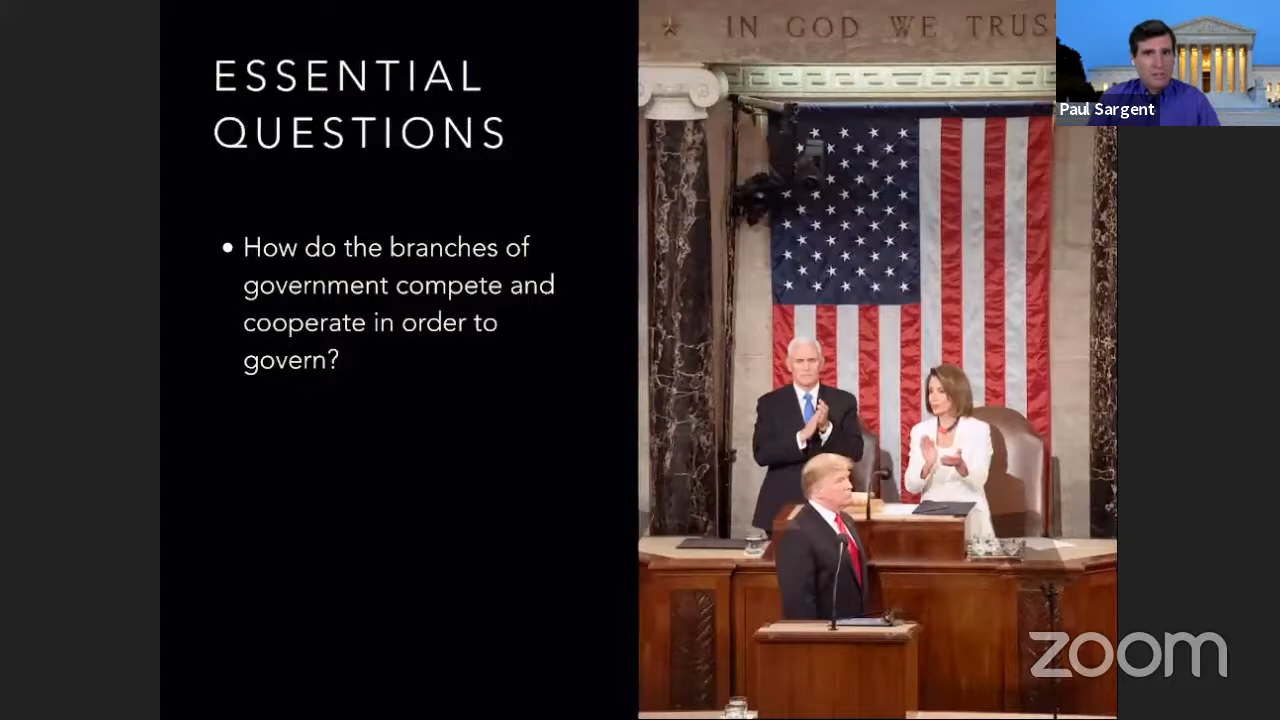 ESSENTIAL
QUESTIONS
• How do the branches of
government compete and
cooperate in order to
govern?
IN GOD WE TRUS
Paul Sargent
zoom